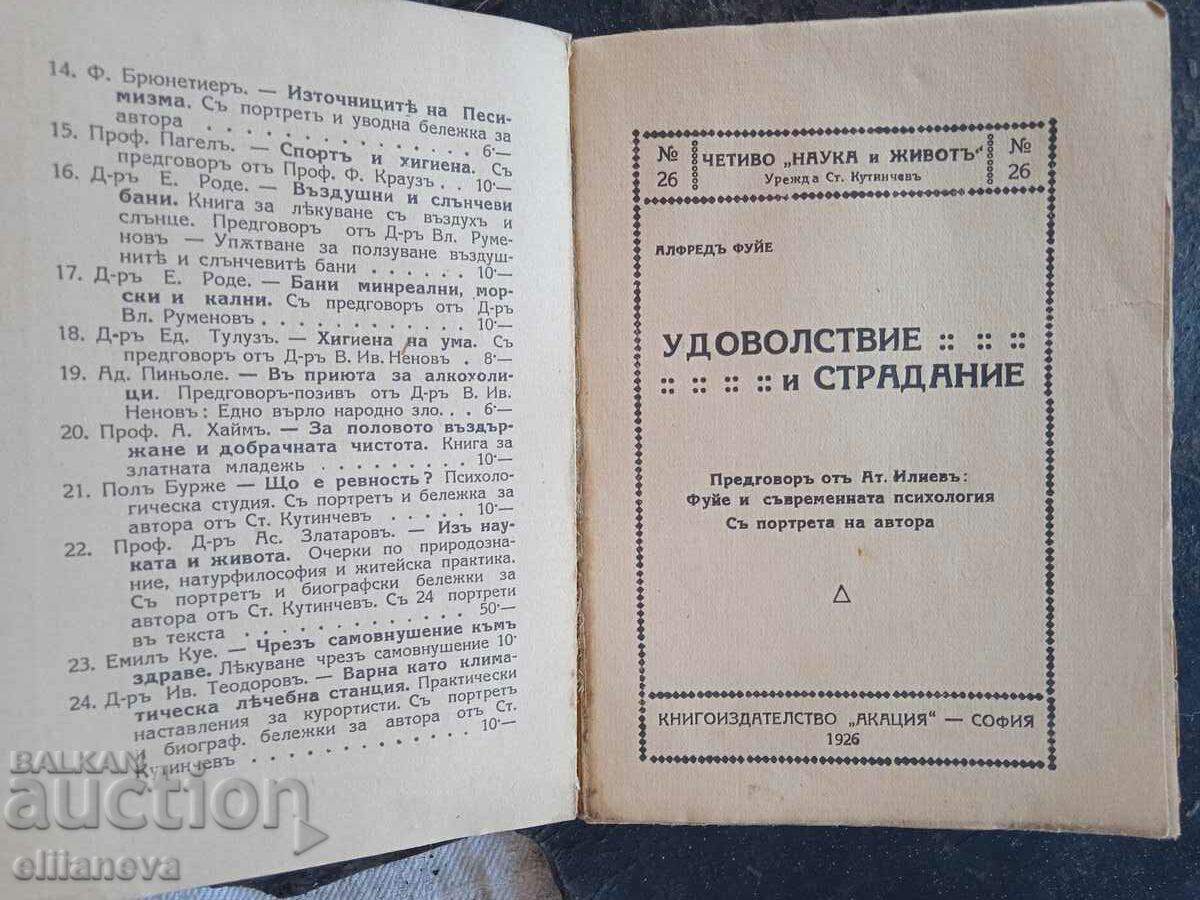 14. Ф. Брюнетиеръ. — Източницитѣ на Песи-
мизма. Съ портретъ и уводна бележка за
автора . . . . . . . . . . . . . 6·—
15. Проф. Пагелъ. — Спортъ и хигиена. Съ
предговоръ отъ Проф. Ф. Краузъ . . 10·—
16. Д-ръ Е. Роде. — Въздушни и слънчеви
бани. Книга за лѣкуване съ въздухъ и
слънце. Предговоръ отъ Д-ръ Вл. Руме-
новъ — Упѫтване за ползуване въздуш-
нитѣ и слънчевитѣ бани . . . . . . 10·—
17. Д-ръ Е. Роде. — Бани минреални, мор-
ски и кални. Съ предговоръ отъ Д-ръ
Вл. Руменовъ . . . . . . . . . . 10·—
18. Д-ръ Ед. Тулузъ. — Хигиена на ума. Съ
предговоръ отъ Д-ръ В. Ив. Неновъ . 8·—
19. Ад. Пиньоле. — Въ приюта за алкохоли-
ци. Предговоръ-позивъ отъ Д-ръ В. Ив.
Неновъ: Едно върло народно зло. . . 6·—
20. Проф. А. Хаймъ. — За половото въздър-
жане и добрачната чистота. Книга за
златната младежь . . . . . . . . 10·—
21. Полъ Бурже — Що е ревность? Психоло-
гическа студия. Съ портретъ и бележка за
автора отъ Ст. Кутинчевъ . . . . . 10·—
22. Проф. Д-ръ Ас. Златаровъ. — Изъ нау-
ката и живота. Очерки по природозна-
ние, натурфилософия и житейска практика.
Съ портретъ и биографски бележки за
автора отъ Ст. Кутинчевъ. Съ 24 портрети
въ текста . . . . . . . . . . . . 50·—
23. Емилъ Куе. — Чрезъ самовнушение къмъ
здраве. Лѣкуване чрезъ самовнушение 10·
24. Д-ръ Ив. Теодоровъ. — Варна като клима-
тическа лѣчебна станция. Практически
наставления за курортисти. Съ портретъ
и биограф. бележки за автора отъ Ст.
Кутинчевъ . . . . . . . . . . . 10·—
№ 26
ЧЕТИВО „НАУКА и ЖИВОТЪ“
Урежда Ст. Кутинчевъ
№ 26
АЛФРЕДЪ ФУЙЕ
УДОВОЛСТВИЕ :: :: :: ::
:: :: :: :: :: и СТРАДАНИЕ
Предговоръ отъ Ат. Илиевъ:
Фуйе и съвременната психология
Съ портрета на автора
КНИГОИЗДАТЕЛСТВО „АКАЦИЯ“ — СОФИЯ
1926
BALKAN
auction
ellianeva